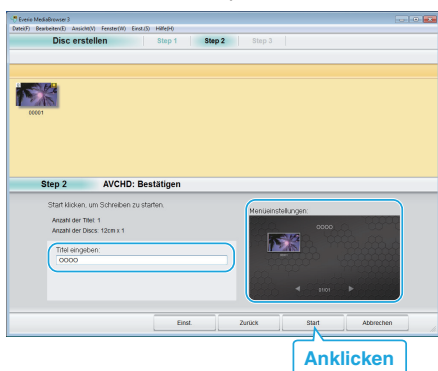 Everio MediaBrowser 3
Datei(F) Bearbeiten(E) Ansicht(V) Fenster(W) Einst.(S) Hilfe(H)
Disc erstellen Step 1 Step 2 Step 3
00001
Step 2 AVCHD: Bestätigen
Start klicken, um Schreiben zu starten.
Anzahl der Titel: 1
Anzahl der Discs: 12cm x 1
Titel eingeben:
OOOO
Menüeinstellungen:
OOOO
0001
Einst. Zurück Start Abbrechen
Anklicken